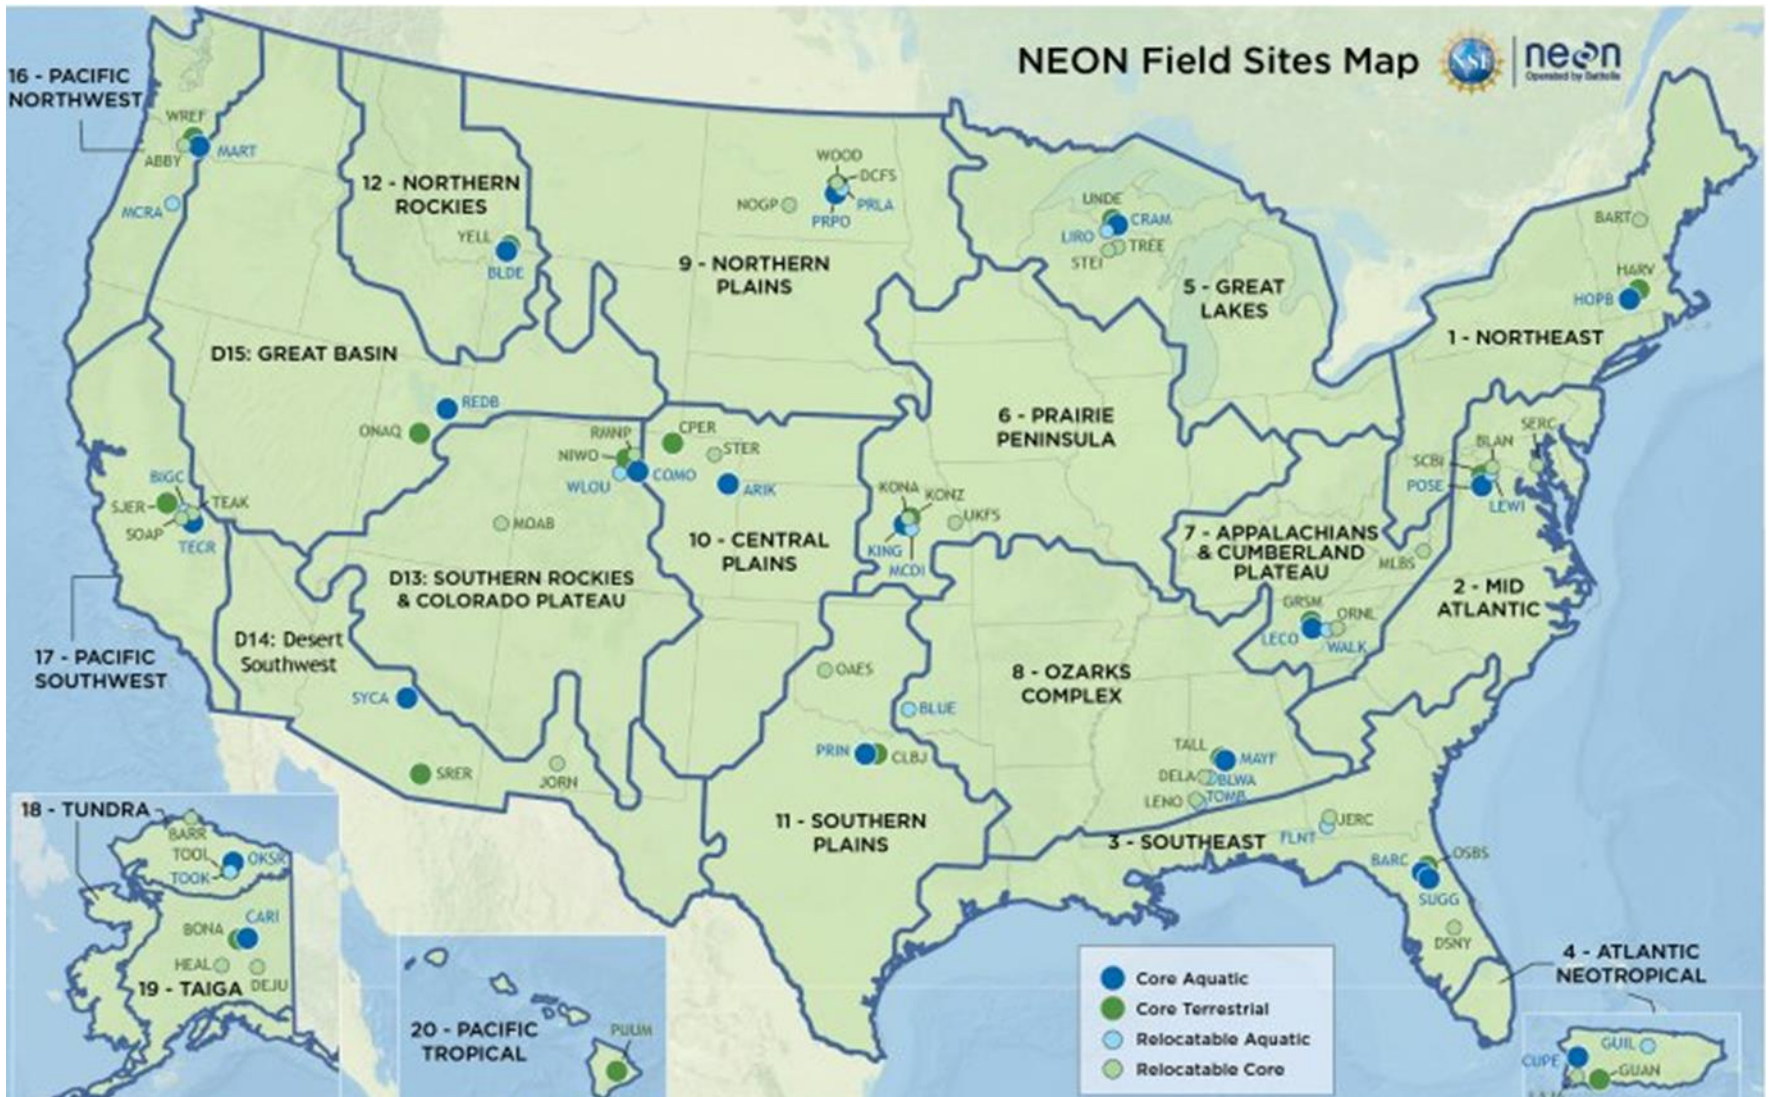 NEON Field Sites Map
NSF
neon
Operated by Battelle
16 - PACIFIC
NORTHWEST
WREF
ABBY
MART
MCRA
12 - NORTHERN
ROCKIES
YELL
BLDE
9 - NORTHERN
PLAINS
WOOD
DCFS
NOGP
PRLA
PRPO
UNDE
CRAM
LIRO
TREE
STEI
5 - GREAT
LAKES
BART
HARV
HOPB
1 - NORTHEAST
D15: GREAT BASIN
REDB
ONAQ
6 - PRAIRIE
PENINSULA
RMNP
NIWO
WLOU
COMO
CPER
STER
ARIK
10 - CENTRAL
PLAINS
KONA
KONZ
UKFS
KING
MCDI
SERC
BLAN
SCBI
POSE
LEWI
BIGC
SJER
TEAK
SOAP
TECR
MOAB
D13: SOUTHERN ROCKIES
& COLORADO PLATEAU
7 - APPALACHIANS
& CUMBERLAND
PLATEAU
MLBS
GRSM
ORNL
LECO
WALK
2 - MID
ATLANTIC
17 - PACIFIC
SOUTHWEST
D14: Desert
Southwest
SYCA
SRER
JORN
OAES
BLUE
PRIN
CLBJ
8 - OZARKS
COMPLEX
TALL
MAYF
DELA
BLWA
LENO
TOMB
11 - SOUTHERN
PLAINS
3 - SOUTHEAST
JERC
FLNT
BARC
OSBS
SUGG
DSNY
18 - TUNDRA
BARR
TOOL
OKSR
TOOK
CARI
BONA
HEAL
DEJU
19 - TAIGA
20 - PACIFIC
TROPICAL
PUUM
Core Aquatic
Core Terrestrial
Relocatable Aquatic
Relocatable Core
4 - ATLANTIC
NEOTROPICAL
GUIL
CUPE
GUAN